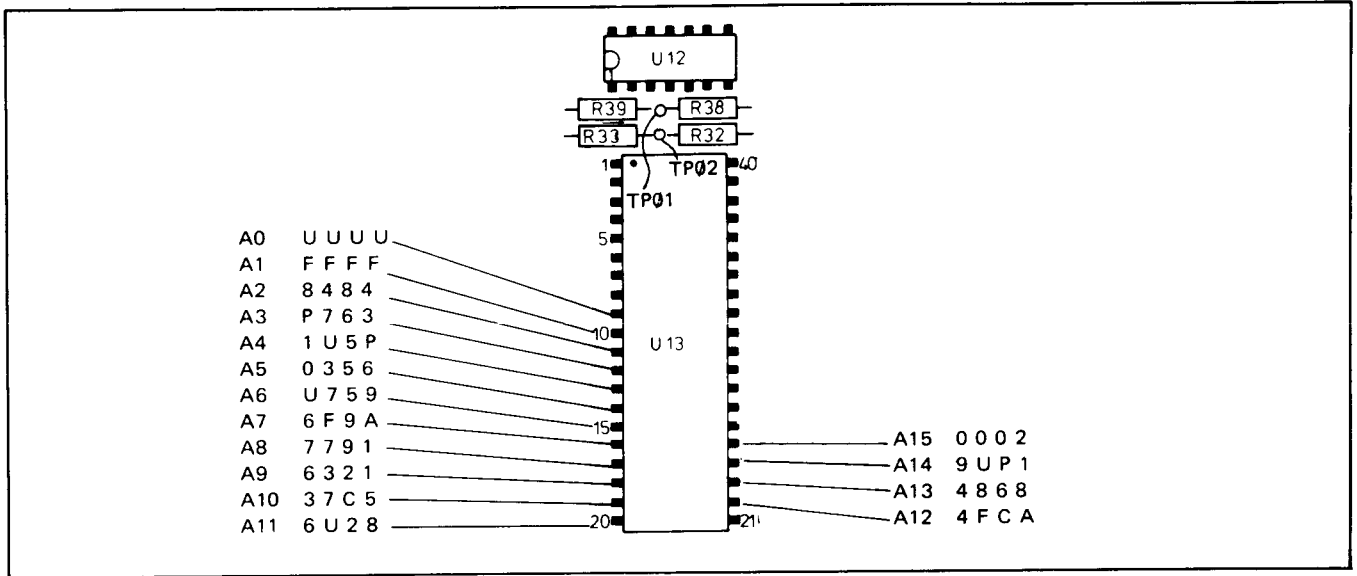 U12
R39 R38
R33 R32
1 TPØ2 40
TPØ1
A0 U U U U
5
A1 F F F F
A2 8 4 8 4
A3 P 7 6 3
10
A4 1 U 5 P
U13
A5 0 3 5 6
A6 U 7 5 9
A7 6 F 9 A
15
A8 7 7 9 1
A9 6 3 2 1
A10 3 7 C 5
A11 6 U 2 8
20
A15 0 0 0 2
A14 9 U P 1
A13 4 8 6 8
A12 4 F C A
21